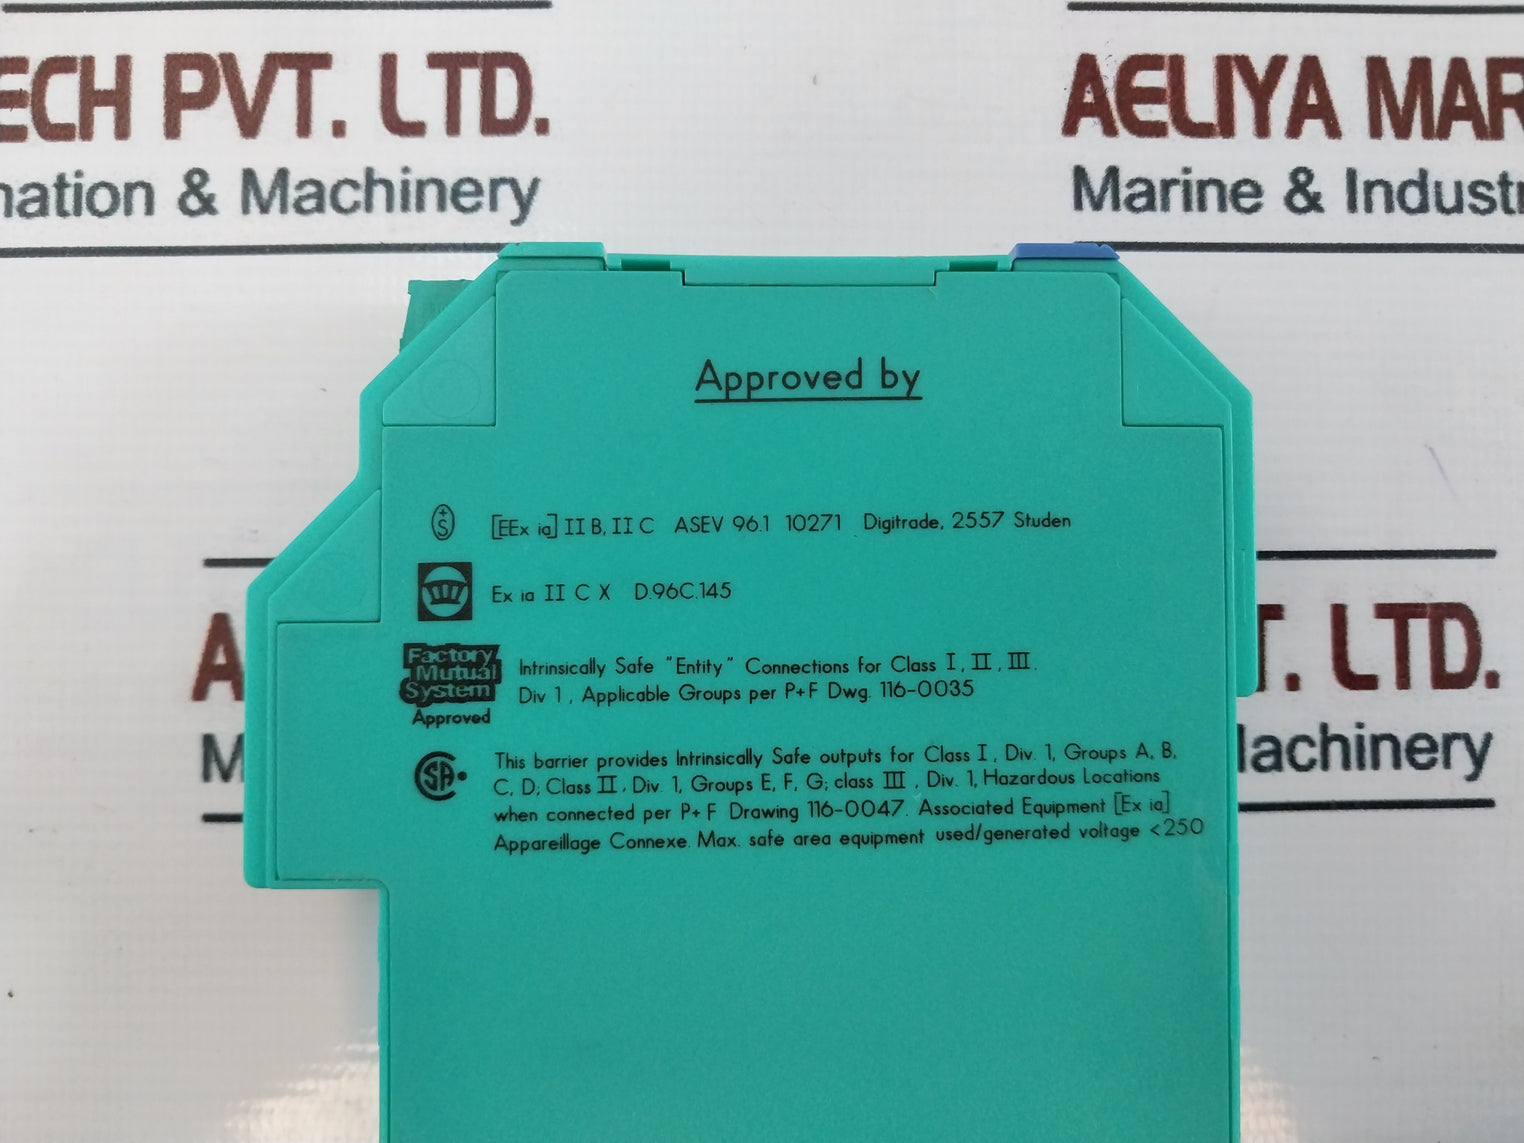 ECH PVT. LTD.
AELIYA MAR
nation & Machinery
Marine & Industr
Approved by
[EEx ia] II B, II C ASEV 96.1 10271 Digitrade, 2557 Studen
Ex ia II C X D.96C.145
Factory
Mutual
System
Approved
Intrinsically Safe "Entity" Connections for Class I, II, III.
Div 1, Applicable Groups per P+F Dwg. 116-0035
This barrier provides Intrinsically Safe outputs for Class I, Div. 1, Groups A, B,
C, D; Class II, Div. 1, Groups E, F, G; class III, Div. 1, Hazardous Locations
when connected per P+F Drawing 116-0047. Associated Equipment [Ex ia]
Appareillage Connexe. Max. safe area equipment used/generated voltage <250
A
T. LTD.
M
achinery